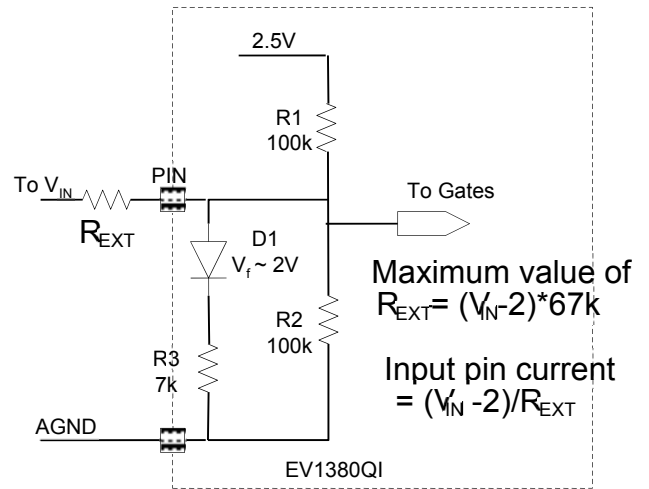 2.5V
R1
100k
To VIN
PIN
To Gates
REXT
D1
Vf ~ 2V
Maximum value of
REXT= (VIN-2)*67k
R2
100k
R3
7k
Input pin current
= (VIN -2)/REXT
AGND
EV1380QI